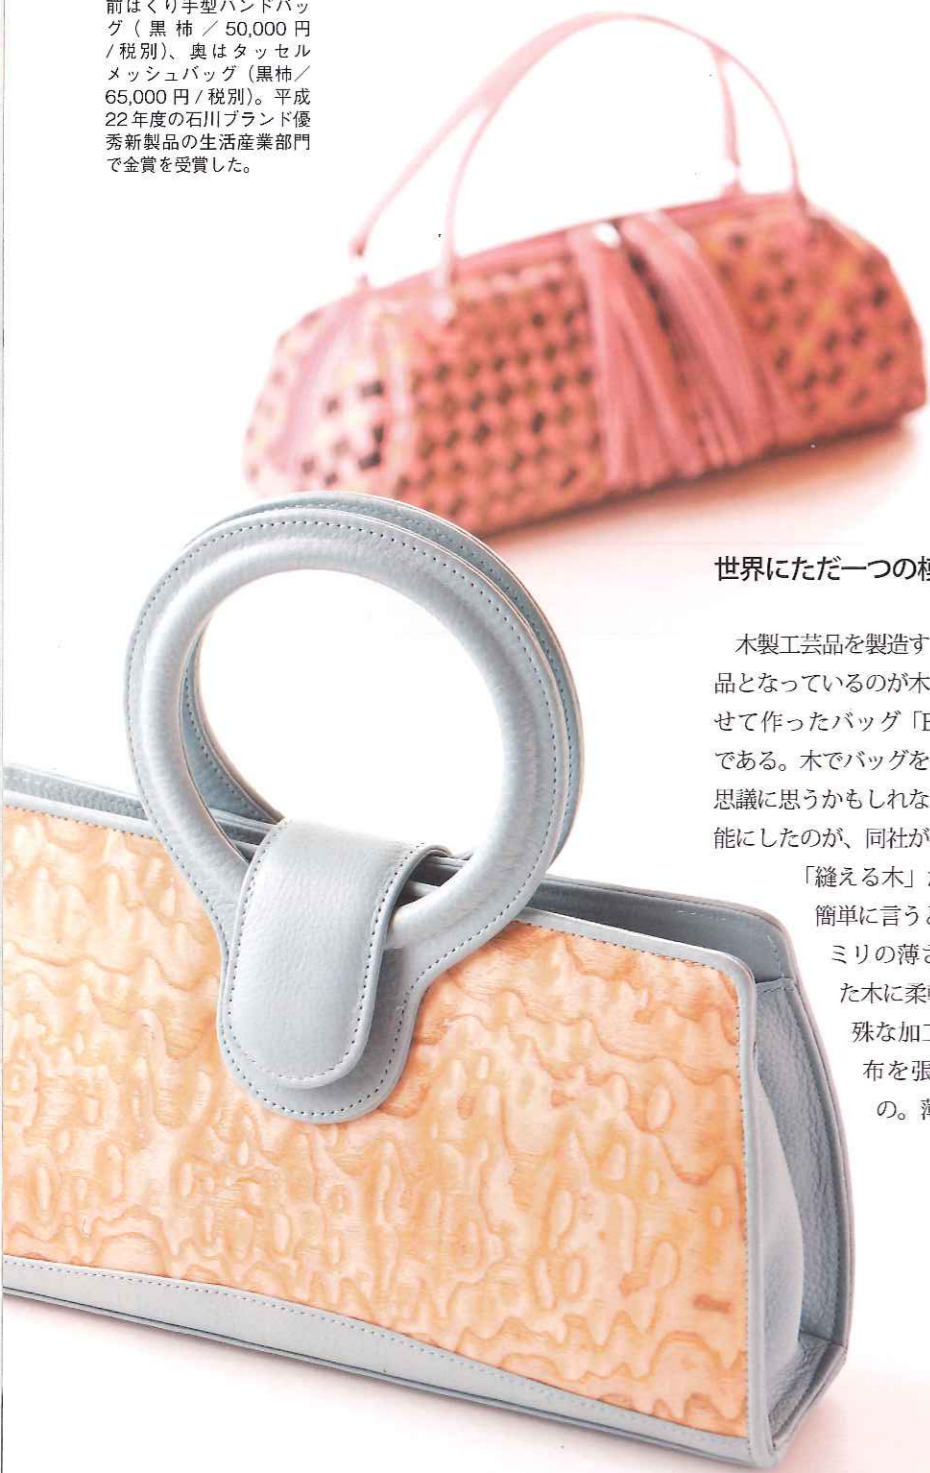 前はくり手型ハンドバッ
グ（黒柿／50,000円
/税別）、奥はタッセル
メッシュバッグ（黒柿／
65,000円/税別）。平成
22年度の石川ブランド優
秀新製品の生活産業部門
で金賞を受賞した。
世界にただ一つの
木製工芸品を製造す
品となっているのが木
せて作ったバッグ「
である。木でバッグを
思議に思うかもしれな
能にしたのが、同社が
「縫える木」
簡単に言うと
ミリの薄さ
た木に柔軟
殊な加工
布を張
の。薄